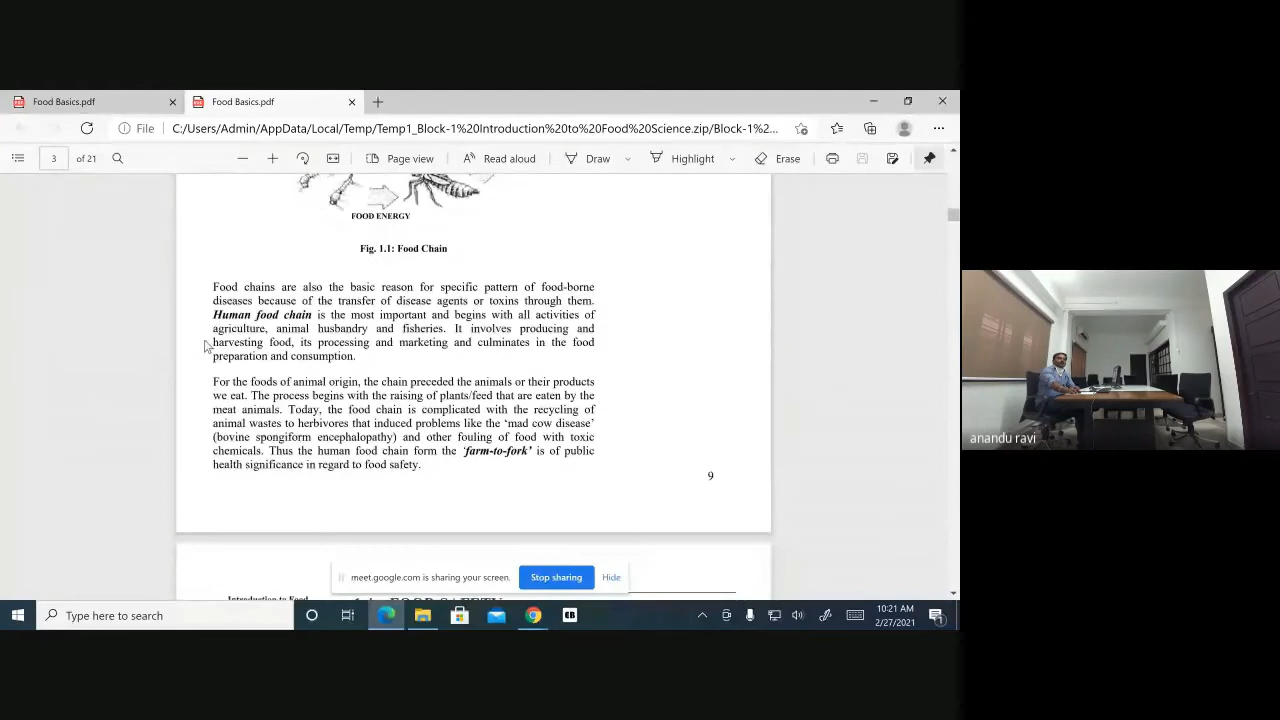 Food Basics.pdf
Food Basics.pdf
File
C:/Users/Admin/AppData/Local/Temp/Temp1_Block-1%20Introduction%20to%20Food%20Science.zip/Block-1%2...
3 of 21
Page view
Read aloud
Draw
Highlight
Erase
FOOD ENERGY
Fig. 1.1: Food Chain
Food chains are also the basic reason for specific pattern of food-borne
diseases because of the transfer of disease agents or toxins through them.
Human food chain is the most important and begins with all activities of
agriculture, animal husbandry and fisheries. It involves producing and
harvesting food, its processing and marketing and culminates in the food
preparation and consumption.
For the foods of animal origin, the chain preceded the animals or their products
we eat. The process begins with the raising of plants/feed that are eaten by the
meat animals. Today, the food chain is complicated with the recycling of
animal wastes to herbivores that induced problems like the ‘mad cow disease’
(bovine spongiform encephalopathy) and other fouling of food with toxic
chemicals. Thus the human food chain form the ‘farm-to-fork’ is of public
health significance in regard to food safety.
9
anandu ravi
meet.google.com is sharing your screen.
Stop sharing
Hide
Introduction to Food
FOOD SAFETY
Type here to search
10:21 AM
2/27/2021